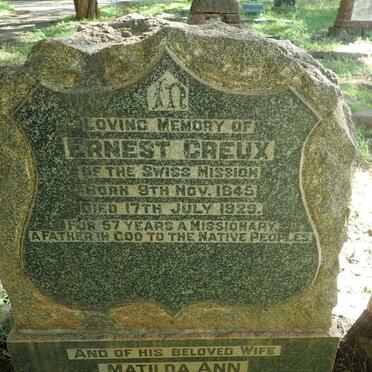 LOVING MEMORY OF
ERNEST CREUX
OF THE SWISS MISSION
BORN 9TH NOV. 1845
DIED 17TH JULY 1929.
FOR 57 YEARS A MISSIONARY,
A FATHER IN GOD TO THE NATIVE PEOPLES
AND OF HIS BELOVED WIFE
MATILDA ANN